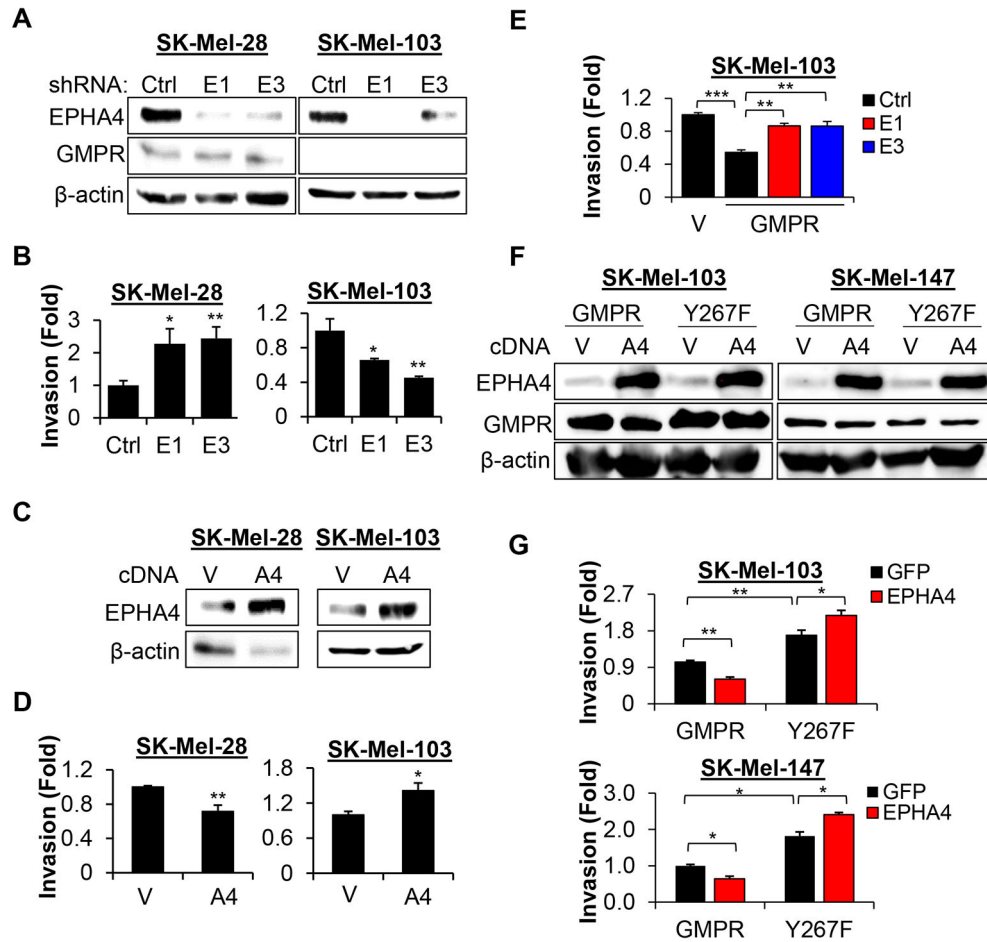 A
SK-Mel-28 SK-Mel-103
shRNA: Ctrl E1 E3 Ctrl E1 E3
EPHA4
GMPR
β-actin
B
SK-Mel-28 SK-Mel-103
Invasion (Fold)
3
2
1
0
Ctrl E1 E3
* **
1.2
0.8
0.4
0
Ctrl E1 E3
* **
C
SK-Mel-28 SK-Mel-103
cDNA V A4 V A4
EPHA4
β-actin
D
SK-Mel-28 SK-Mel-103
Invasion (Fold)
1.2
0.8
0.4
0
V A4
**
1.8
1.2
0.6
0
V A4
*
E
SK-Mel-103
Invasion (Fold)
1.2
0.8
0.4
0
*** ** **
V GMPR
Ctrl
E1
E3
F
SK-Mel-103 SK-Mel-147
GMPR Y267F GMPR Y267F
cDNA V A4 V A4 V A4 V A4
EPHA4
GMPR
β-actin
G
SK-Mel-103
GFP
EPHA4
Invasion (Fold)
2.7
1.8
0.9
0
** ** *
GMPR Y267F
SK-Mel-147
GFP
EPHA4
Invasion (Fold)
3.0
2.0
1.0
0
* * *
GMPR Y267F